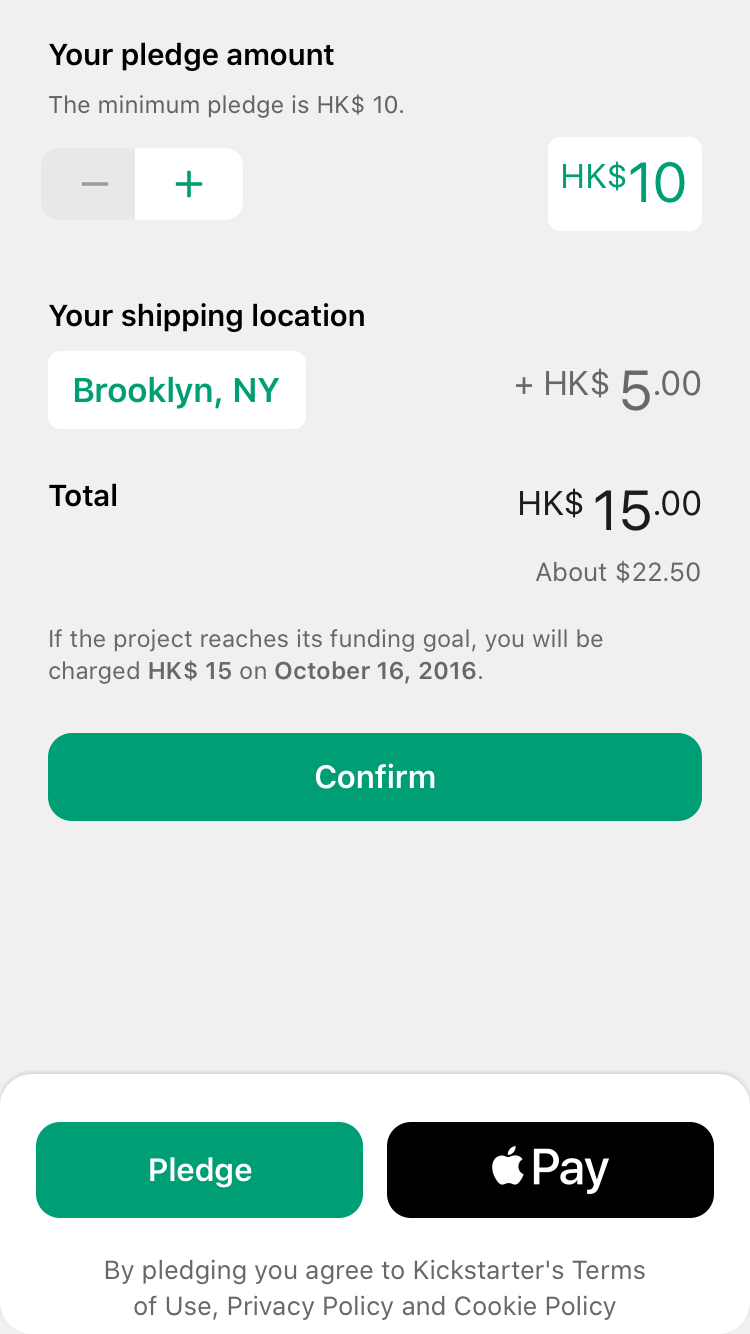 Your pledge amount
The minimum pledge is HK$ 10.
− +
HK$10
Your shipping location
Brooklyn, NY
+ HK$ 5.00
Total
HK$ 15.00
About $22.50
If the project reaches its funding goal, you will be
charged HK$ 15 on October 16, 2016.
Confirm
Pledge
Pay
By pledging you agree to Kickstarter's Terms
of Use, Privacy Policy and Cookie Policy